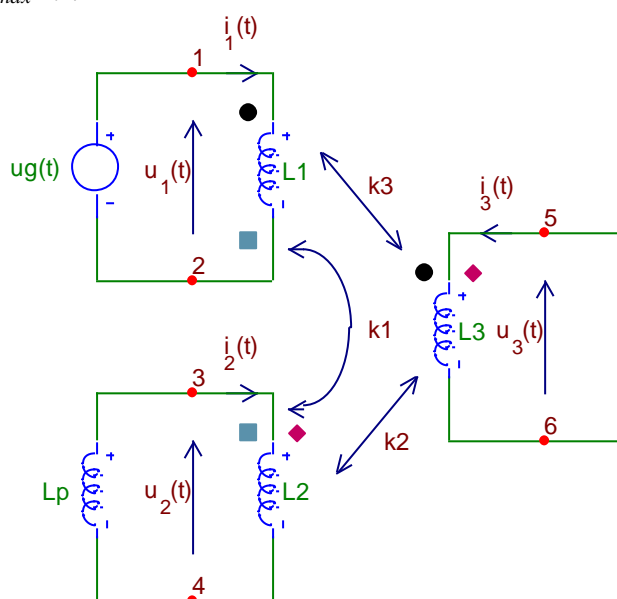 max
i1(t)
1
+
ug(t)
u1(t)
L1
-
k3
i3(t)
5
2
+
i2(t)
k1
L3
u3(t)
3
-
k2
6
+
+
Lp
u2(t)
L2
-
-
4